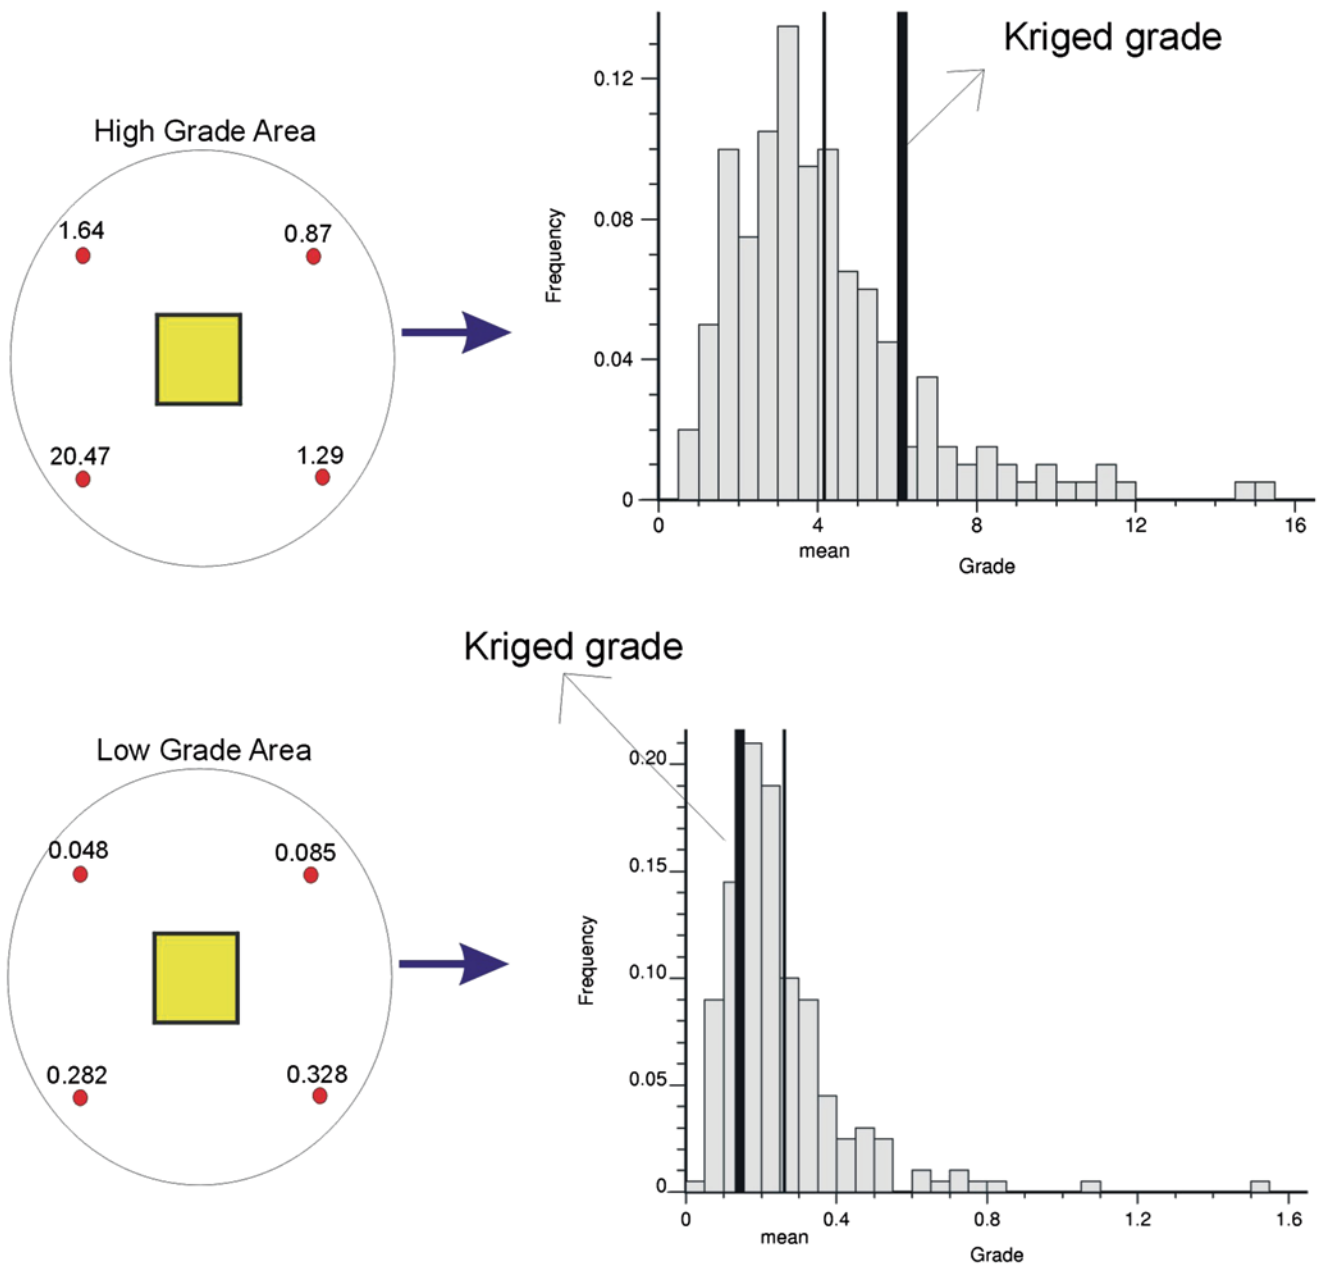 Kriged grade
High Grade Area
1.64
0.87
20.47
1.29
Frequency
0.12
0.08
0.04
0
0 4 8 12 16
mean
Grade
Kriged grade
Low Grade Area
0.048
0.085
0.282
0.328
Frequency
0.20
0.15
0.10
0.05
0
0 0.4 0.8 1.2 1.6
mean
Grade